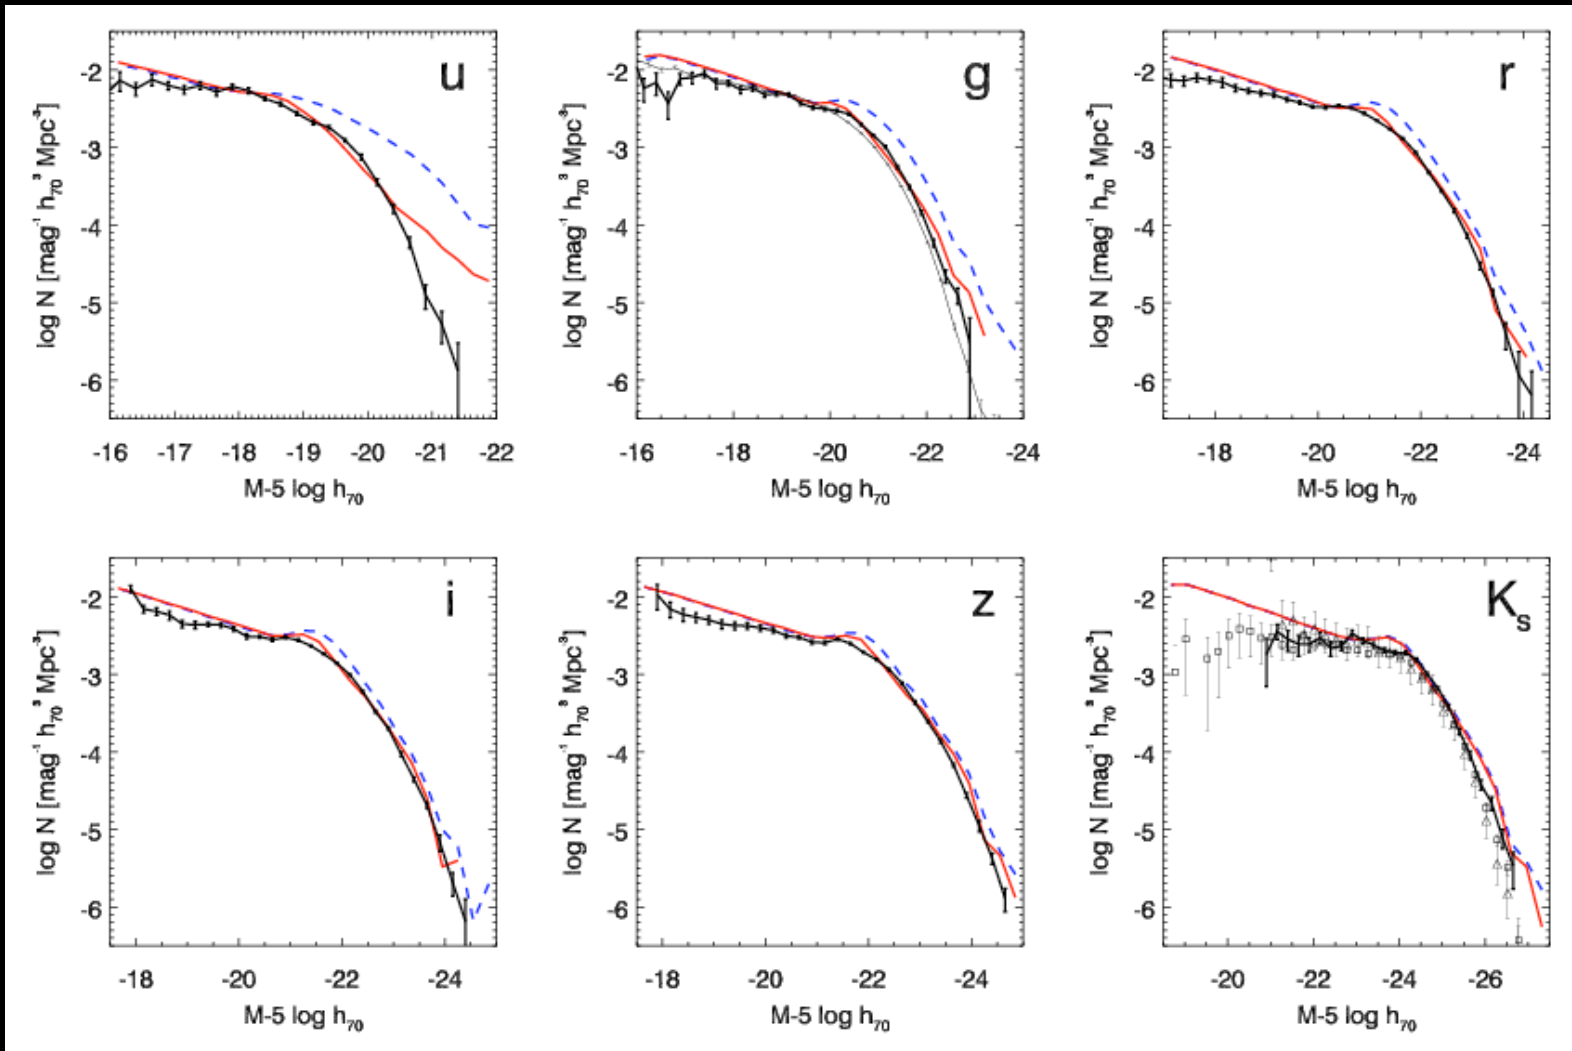 u
g
r
-2
-3
-4
-5
-6
log N [mag⁻¹ h₇₀³ Mpc⁻³]
-16 -17 -18 -19 -20 -21 -22
M-5 log h₇₀
-2
-3
-4
-5
-6
log N [mag⁻¹ h₇₀³ Mpc⁻³]
-16 -18 -20 -22 -24
M-5 log h₇₀
-2
-3
-4
-5
-6
log N [mag⁻¹ h₇₀³ Mpc⁻³]
-18 -20 -22 -24
M-5 log h₇₀
i
z
Kₛ
-2
-3
-4
-5
-6
log N [mag⁻¹ h₇₀³ Mpc⁻³]
-18 -20 -22 -24
M-5 log h₇₀
-2
-3
-4
-5
-6
log N [mag⁻¹ h₇₀³ Mpc⁻³]
-18 -20 -22 -24
M-5 log h₇₀
-2
-3
-4
-5
-6
log N [mag⁻¹ h₇₀³ Mpc⁻³]
-20 -22 -24 -26
M-5 log h₇₀